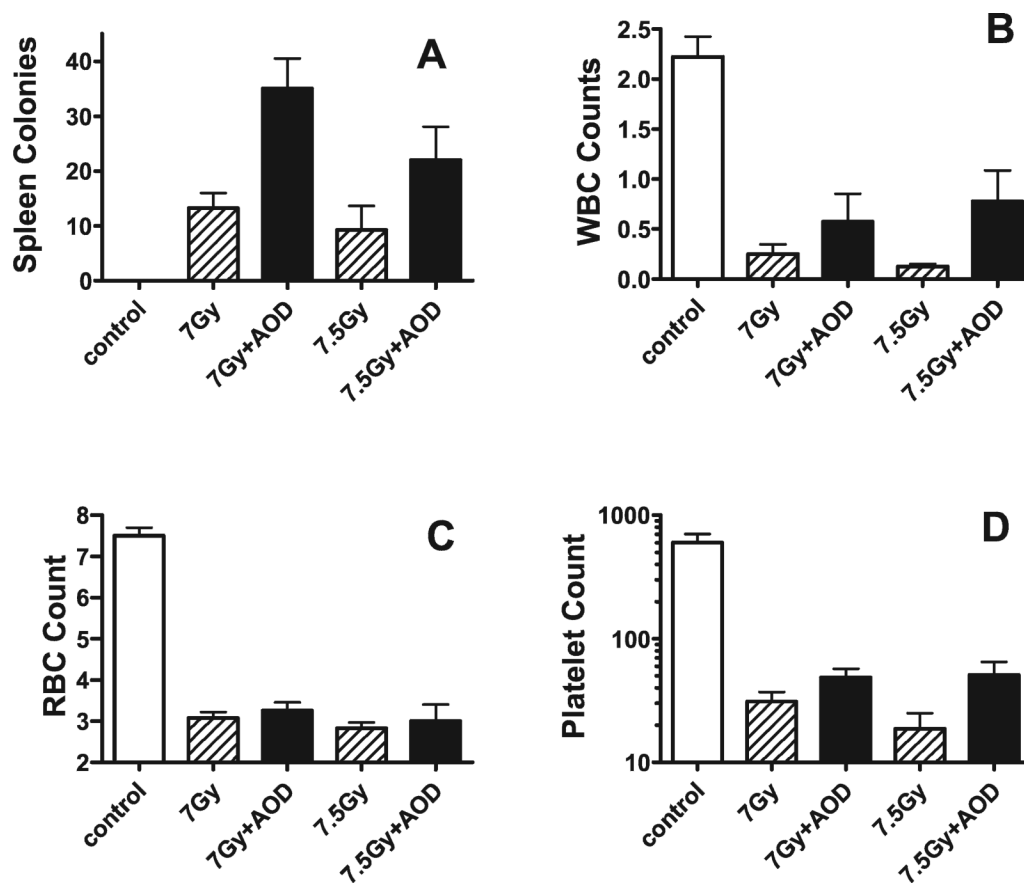 A
Spleen Colonies
40
30
20
10
0
control
7Gy
7Gy+AOD
7.5Gy
7.5Gy+AOD
B
WBC Counts
2.5
2.0
1.5
1.0
0.5
0.0
control
7Gy
7Gy+AOD
7.5Gy
7.5Gy+AOD
C
RBC Count
8
7
6
5
4
3
2
control
7Gy
7Gy+AOD
7.5Gy
7.5Gy+AOD
D
Platelet Count
1000
100
10
control
7Gy
7Gy+AOD
7.5Gy
7.5Gy+AOD